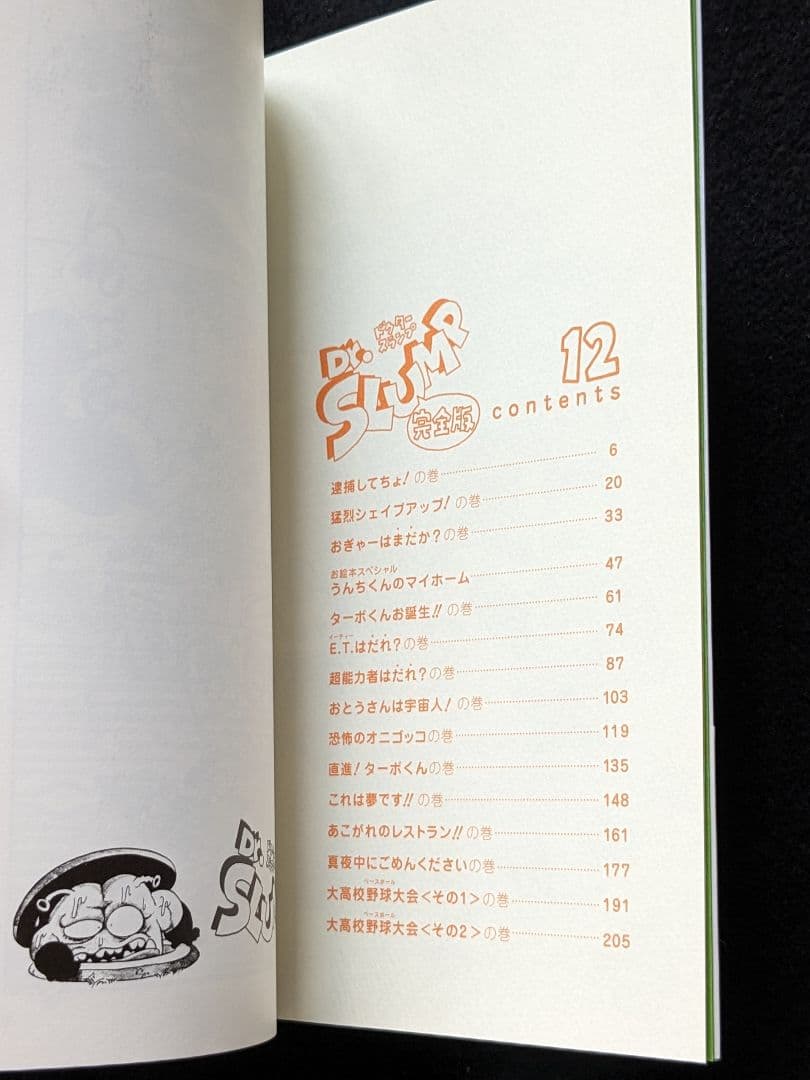 Dr.
SLUMP
ドクター
スランプ
完全版
12
contents
逮捕してちょ!の巻 6
猛烈シェイプアップ!の巻 20
おぎゃーはまだか?の巻 33
お絵本スペシャル
うんちくんのマイホーム 47
ターボくんお誕生!!の巻 61
イーティー
E.T.はだれ?の巻 74
超能力者はだれ?の巻 87
おとうさんは宇宙人!の巻 103
恐怖のオニゴッコの巻 119
直進!ターボくんの巻 135
これは夢です!!の巻 148
あこがれのレストラン!!の巻 161
真夜中にごめんくださいの巻 177
ベースボール
大高校野球大会<その1>の巻 191
ベースボール
大高校野球大会<その2>の巻 205
Dr.
SLU